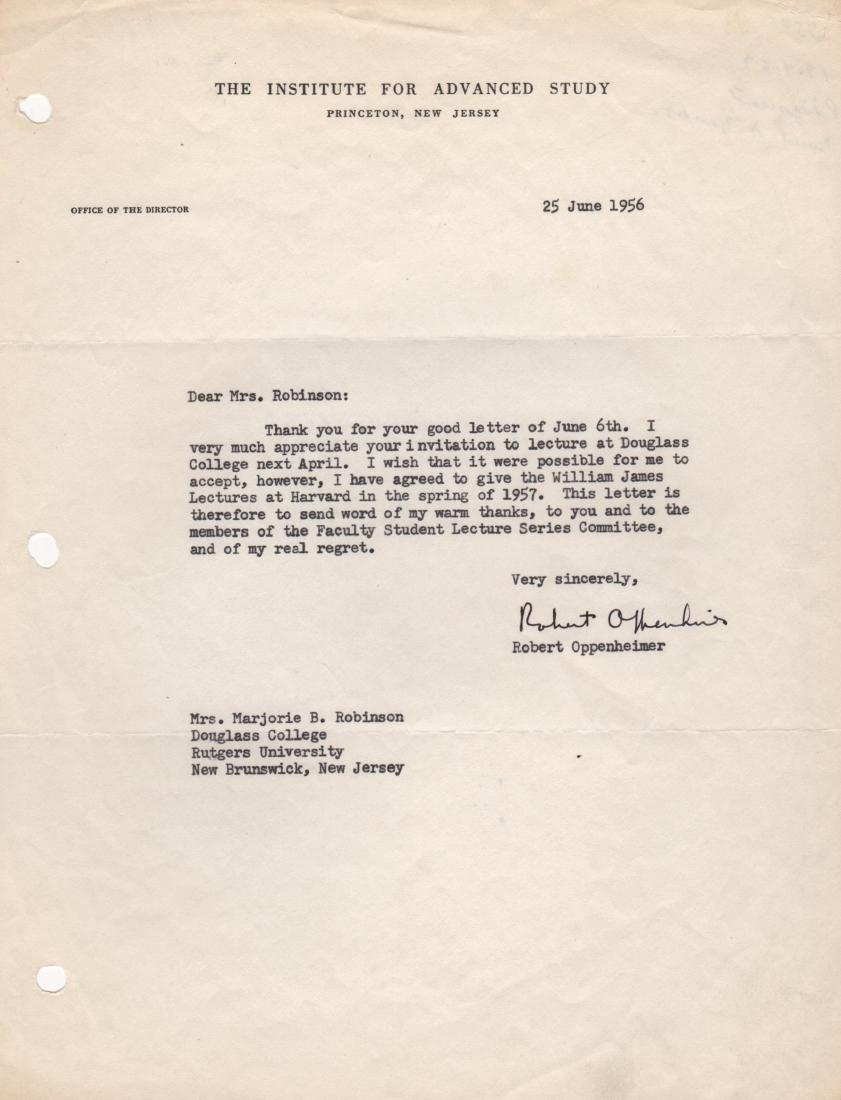 THE INSTITUTE FOR ADVANCED STUDY
PRINCETON, NEW JERSEY
OFFICE OF THE DIRECTOR
25 June 1956
Dear Mrs. Robinson:
Thank you for your good letter of June 6th. I
very much appreciate your invitation to lecture at Douglass
College next April. I wish that it were possible for me to
accept, however, I have agreed to give the William James
Lectures at Harvard in the spring of 1957. This letter is
therefore to send word of my warm thanks, to you and to the
members of the Faculty Student Lecture Series Committee,
and of my real regret.
Very sincerely,
Robert Oppenheimer
Robert Oppenheimer
Mrs. Marjorie B. Robinson
Douglass College
Rutgers University
New Brunswick, New Jersey